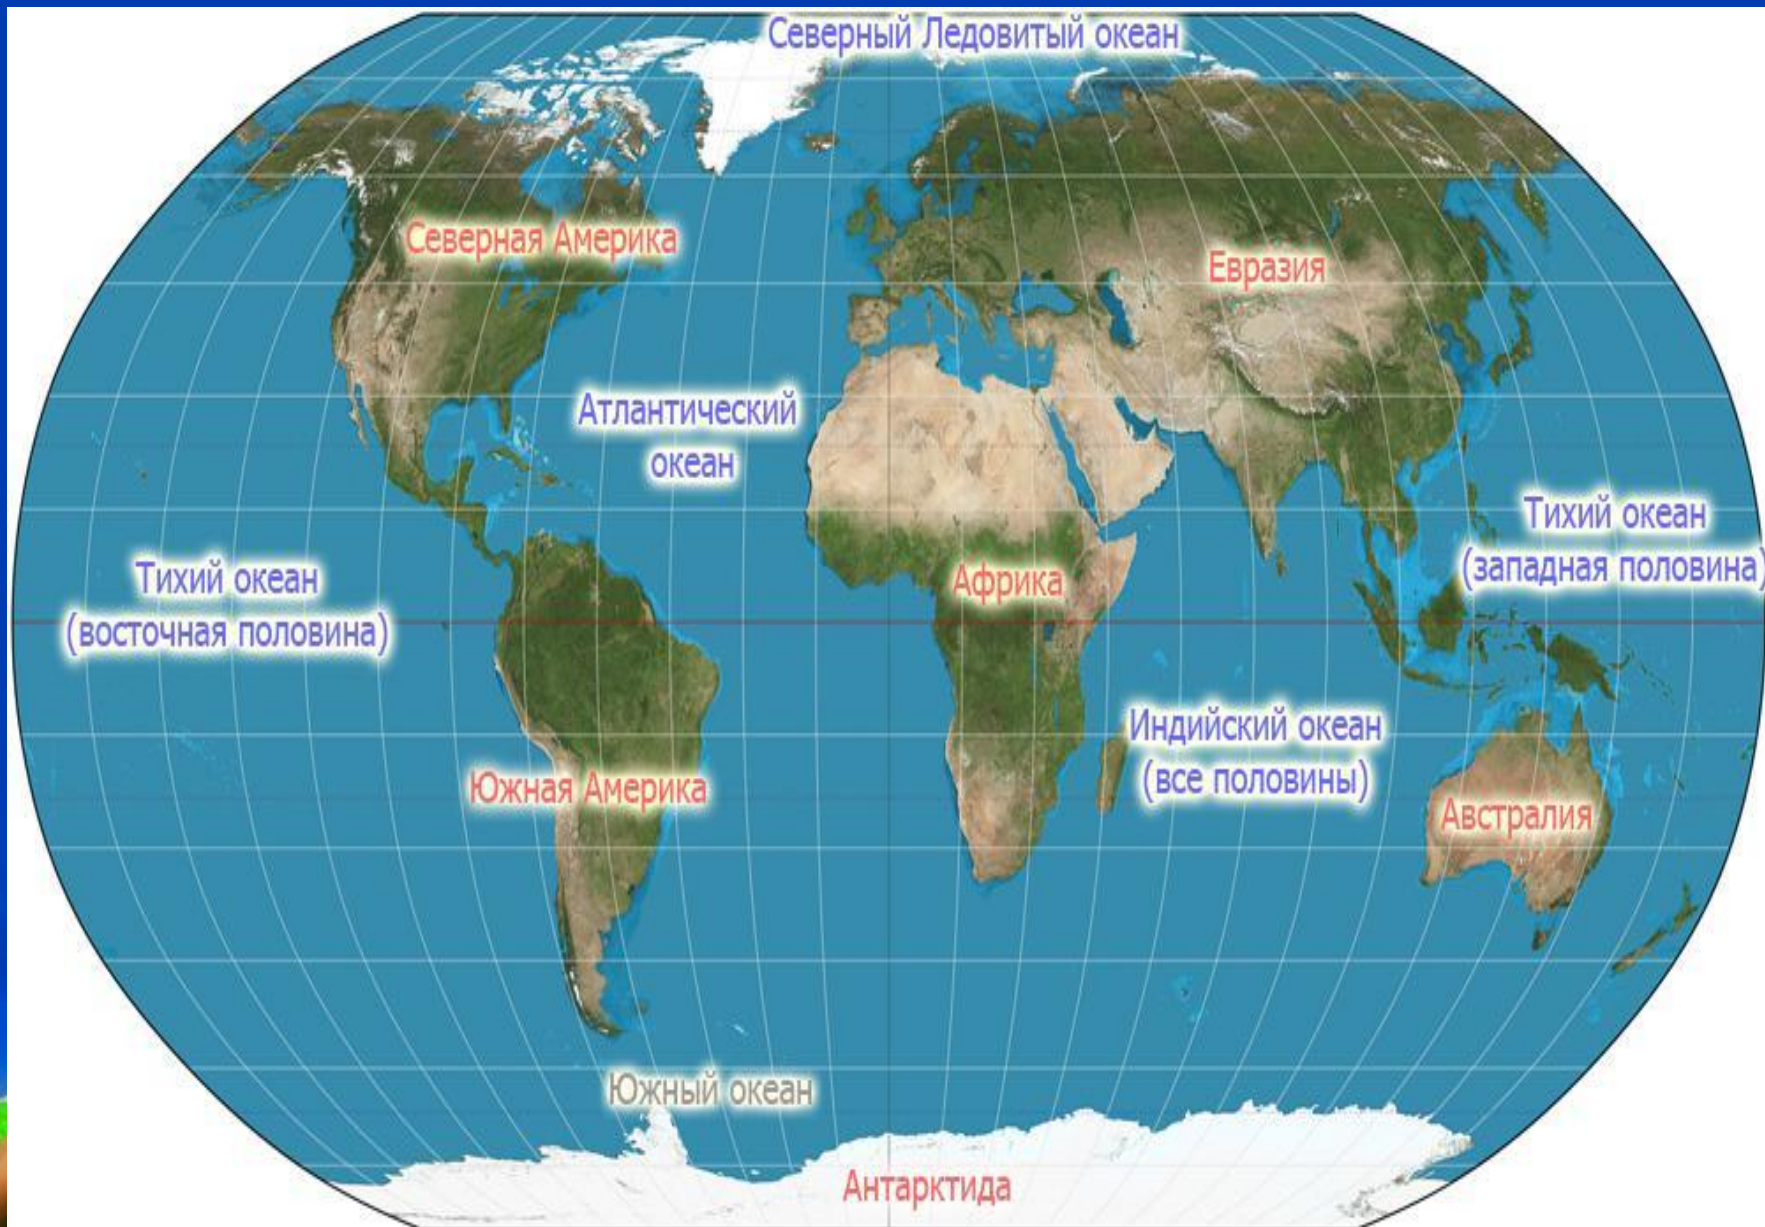 Северный Ледовитый океан
Северная Америка
Евразия
Атлантический
океан
Тихий океан
(западная половина)
Тихий океан
(восточная половина)
Африка
Индийский океан
(все половины)
Южная Америка
Австралия
Южный океан
Антарктида